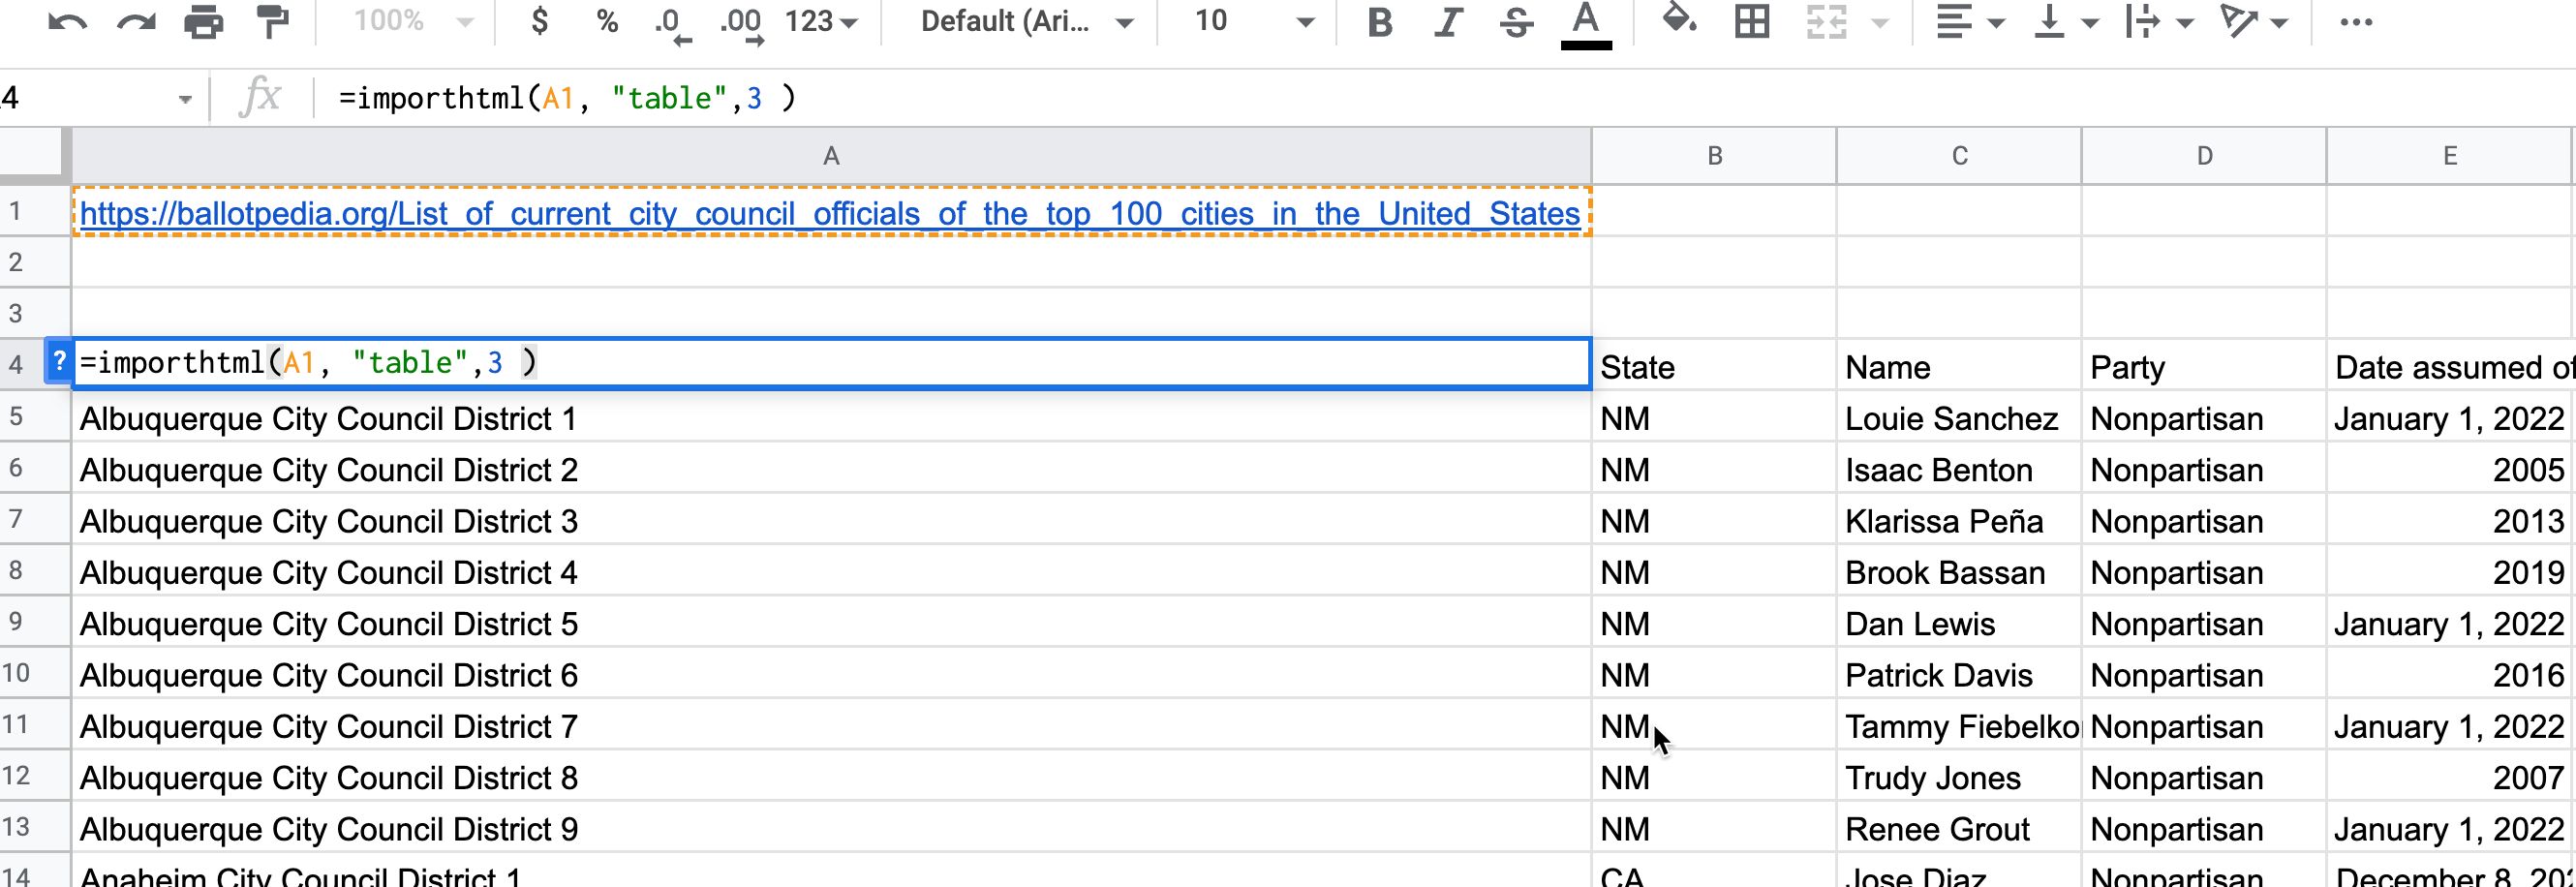 100% $ % .0 .00 123 Default (Ari... 10 B I S A ...
4 fx =importhtml(A1, "table",3 )
A B C D E
1 https://ballotpedia.org/List_of_current_city_council_officials_of_the_top_100_cities_in_the_United_States
2
3
4 ? =importhtml(A1, "table",3 ) State Name Party Date assumed of
5 Albuquerque City Council District 1 NM Louie Sanchez Nonpartisan January 1, 2022
6 Albuquerque City Council District 2 NM Isaac Benton Nonpartisan 2005
7 Albuquerque City Council District 3 NM Klarissa Peña Nonpartisan 2013
8 Albuquerque City Council District 4 NM Brook Bassan Nonpartisan 2019
9 Albuquerque City Council District 5 NM Dan Lewis Nonpartisan January 1, 2022
10 Albuquerque City Council District 6 NM Patrick Davis Nonpartisan 2016
11 Albuquerque City Council District 7 NM Tammy Fiebelko Nonpartisan January 1, 2022
12 Albuquerque City Council District 8 NM Trudy Jones Nonpartisan 2007
13 Albuquerque City Council District 9 NM Renee Grout Nonpartisan January 1, 2022
14 Anaheim City Council District 1 CA Jose Diaz Nonpartisan December 8, 20